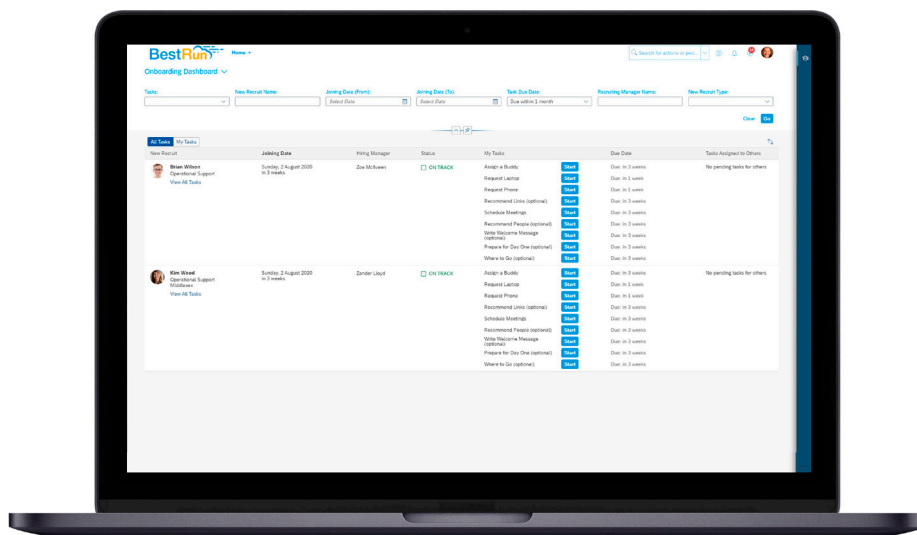 BestRun
Home
Search for actions or peo...
Onboarding Dashboard
Tasks:
New Recruit Name:
Joining Date (From):
Joining Date (To):
Task Due Date:
Recruiting Manager Name:
New Recruit Type:
Select Date
Select Date
Due within 1 month
Clear
Go
All Tasks
My Tasks
New Recruit
Joining Date
Hiring Manager
Status
My Tasks
Due Date
Tasks Assigned to Others
Brian Wilson
Operational Support
View All Tasks
Sunday, 2 August 2020
in 3 weeks
Zoe McIlveen
ON TRACK
Assign a Buddy Start Due: in 3 weeks
Request Laptop Start Due: in 1 week
Request Phone Start Due: in 1 week
Recommend Links (optional) Start Due: in 3 weeks
Schedule Meetings Start Due: in 3 weeks
Recommend People (optional) Start Due: in 3 weeks
Write Welcome Message
(optional) Start Due: in 3 weeks
Prepare for Day One (optional) Start Due: in 3 weeks
Where to Go (optional) Start Due: in 3 weeks
No pending tasks for others
Kim Wood
Operational Support
Middlesex
View All Tasks
Sunday, 2 August 2020
in 3 weeks
Zander Lloyd
ON TRACK
Assign a Buddy Start Due: in 3 weeks
Request Laptop Start Due: in 1 week
Request Phone Start Due: in 1 week
Recommend Links (optional) Start Due: in 3 weeks
Schedule Meetings Start Due: in 3 weeks
Recommend People (optional) Start Due: in 3 weeks
Write Welcome Message
(optional) Start Due: in 3 weeks
Prepare for Day One (optional) Start Due: in 3 weeks
Where to Go (optional) Start Due: in 3 weeks
No pending tasks for others